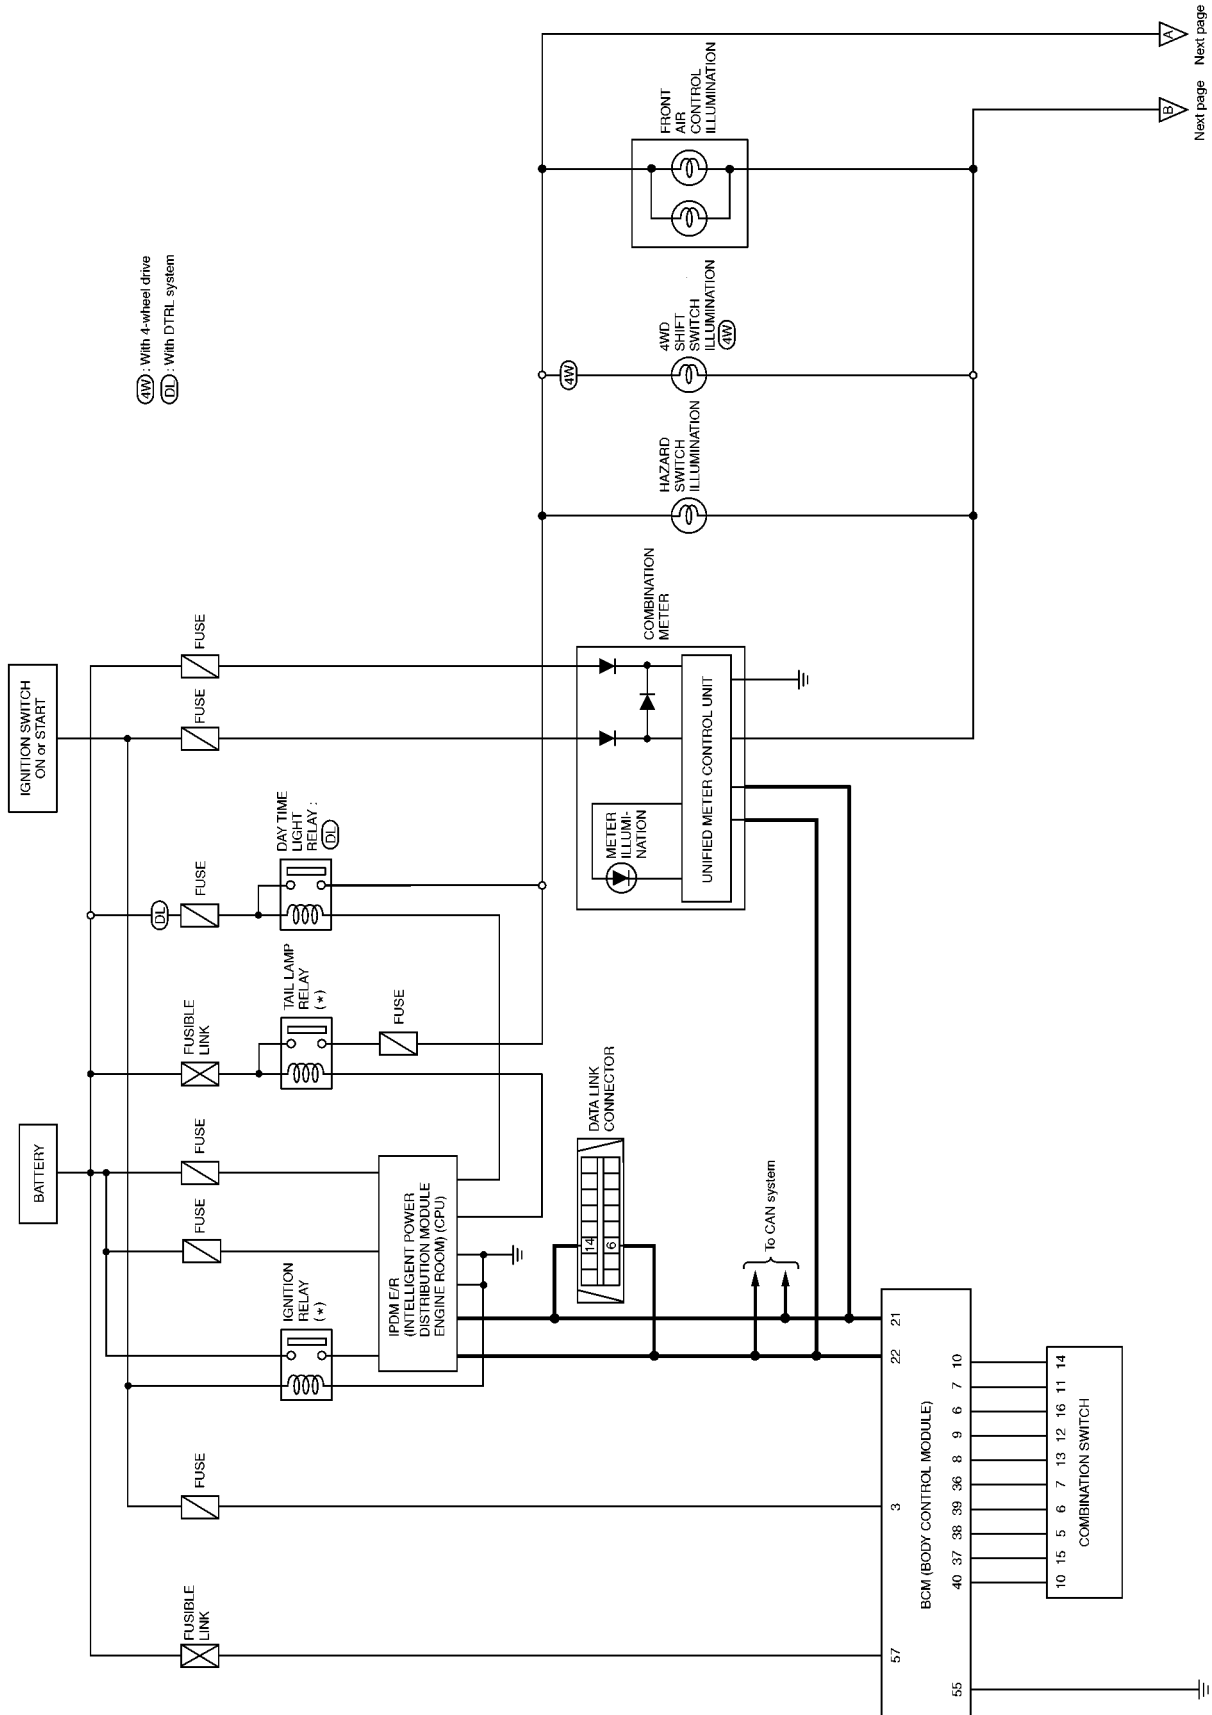 BATTERY
IGNITION SWITCH
ON or START
4W : With 4-wheel drive
DL : With DTRL system
FUSIBLE
LINK
FUSE
FUSE
FUSE
FUSIBLE
LINK
DL
FUSE
FUSE
FUSE
IGNITION
RELAY
(*)
TAIL LAMP
RELAY
(*)
DAY TIME
LIGHT
RELAY :
DL
FUSE
IPDM E/R
(INTELLIGENT POWER
DISTRIBUTION MODULE
ENGINE ROOM) (CPU)
DATA LINK
CONNECTOR
14
6
To CAN system
COMBINATION
METER
METER
ILLUMI-
NATION
UNIFIED METER CONTROL UNIT
HAZARD
SWITCH
ILLUMINATION
4W
4WD
SHIFT
SWITCH
ILLUMINATION
4W
FRONT
AIR
CONTROL
ILLUMINATION
A
Next page
B
Next page
57
3
22
21
BCM (BODY CONTROL MODULE)
55
40 37 38 39 36 8 9 6 7 10
10 15 5 6 7 13 12 16 11 14
COMBINATION SWITCH